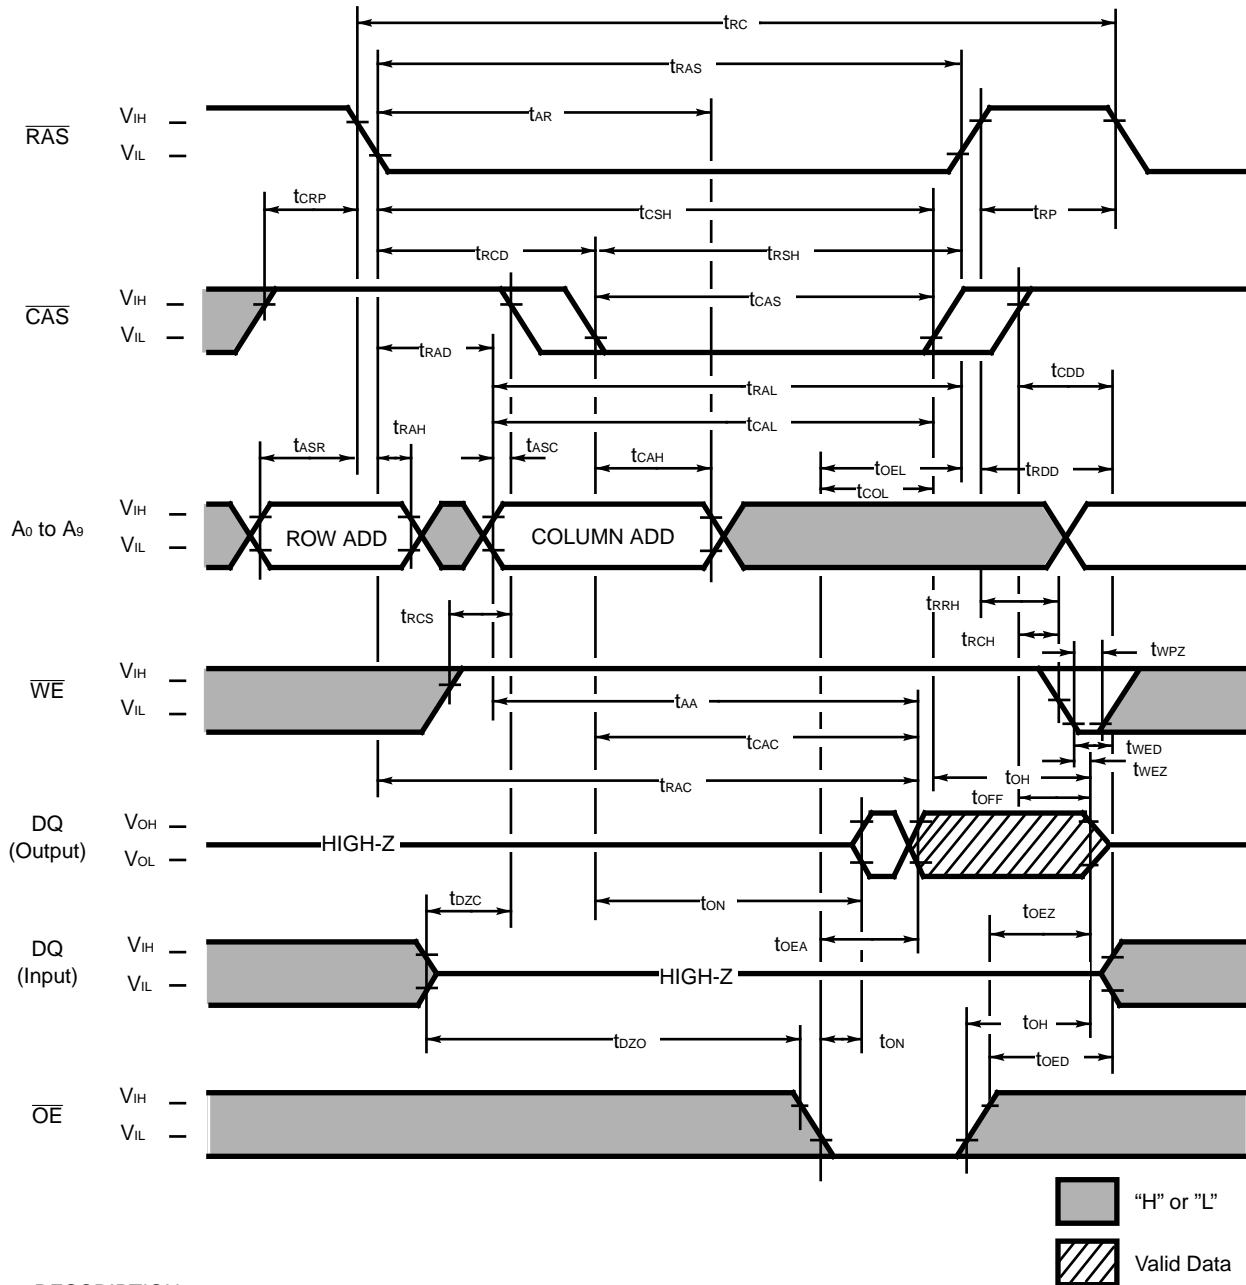 tRC
tRAS
tAR
RAS
VIH
VIL
tCRP
tCSH
tRP
tRCD
tRSH
CAS
VIH
VIL
tCAS
tRAD
tCDD
tRAL
tCAL
tRAH
tASR
tASC
tCAH
tOEL
tRDD
tCOL
A0 to A9
VIH
VIL
ROW ADD
COLUMN ADD
tRRH
tRCS
tRCH
tWPZ
WE
VIH
VIL
tAA
tCAC
tWED
tRAC
tOH
tWEZ
tOFF
DQ
(Output)
VOH
VOL
HIGH-Z
tDZC
tON
tOEZ
tOEA
DQ
(Input)
VIH
VIL
HIGH-Z
tOH
tDZO
tON
tOED
OE
VIH
VIL
“H” or ”L”
Valid Data